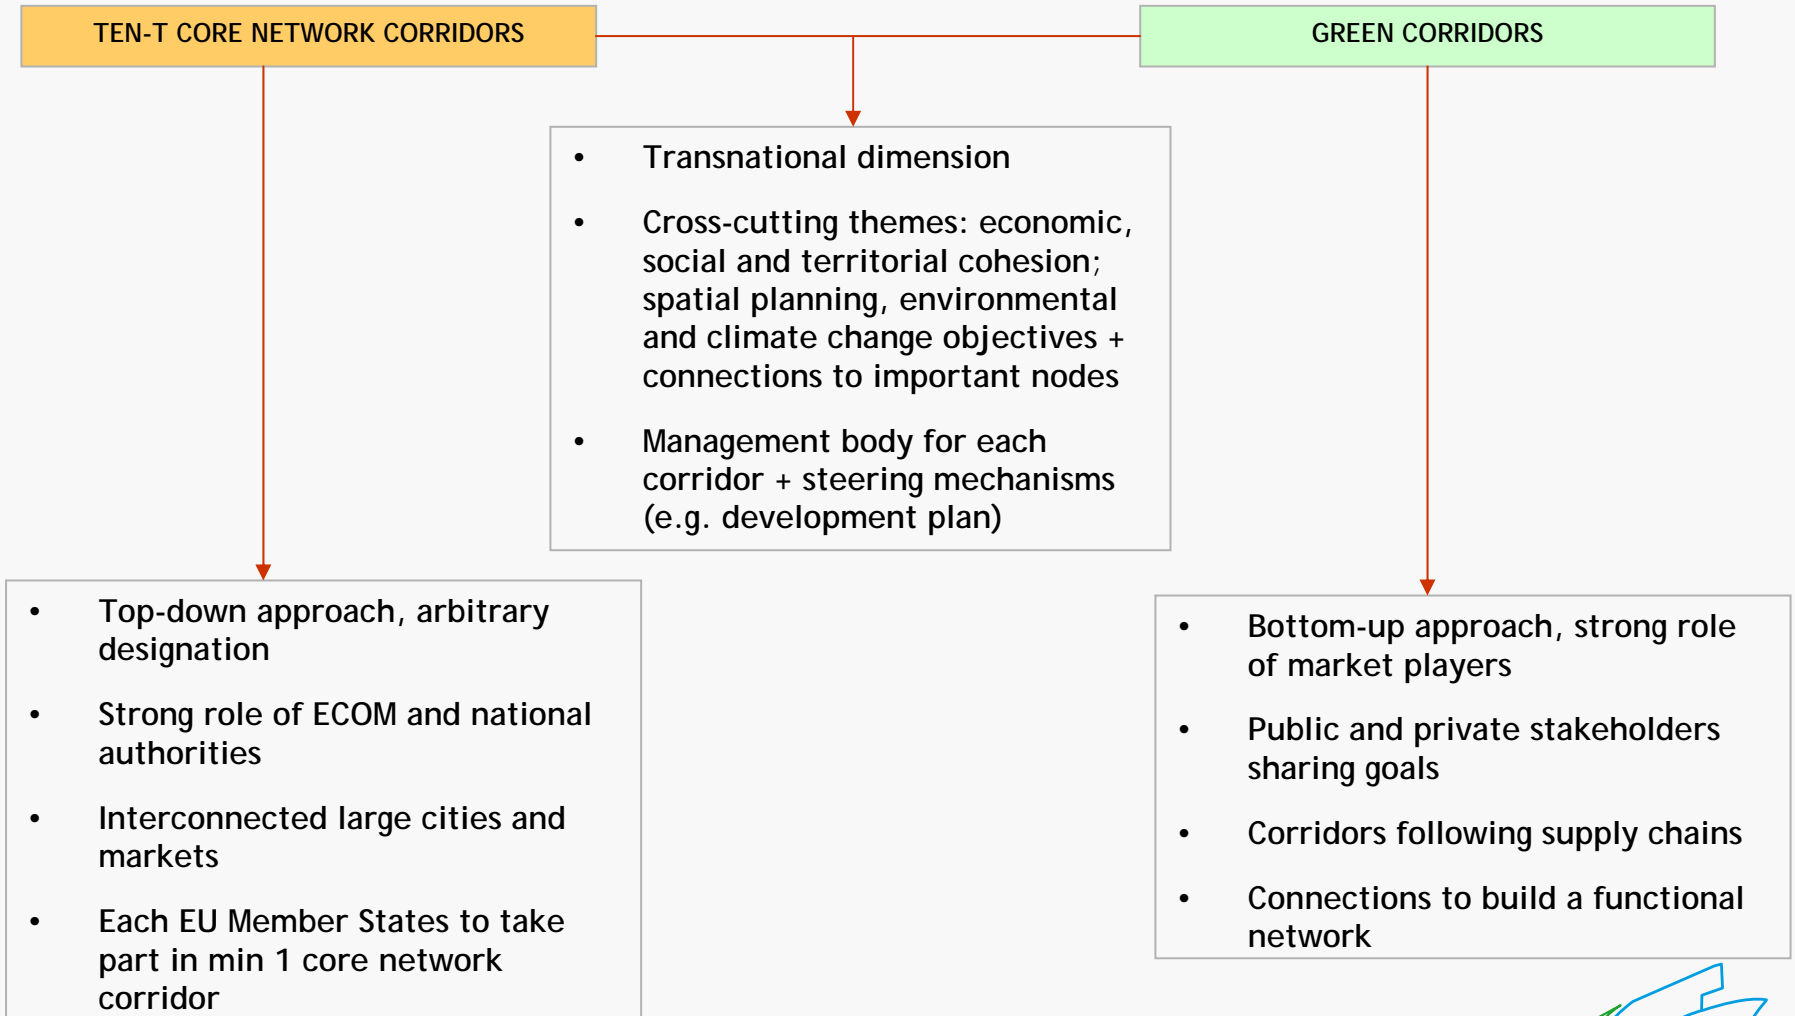 TEN-T CORE NETWORK CORRIDORS
GREEN CORRIDORS
• Transnational dimension
• Cross-cutting themes: economic,
social and territorial cohesion;
spatial planning, environmental
and climate change objectives +
connections to important nodes
• Management body for each
corridor + steering mechanisms
(e.g. development plan)
• Top-down approach, arbitrary
designation
• Strong role of ECOM and national
authorities
• Interconnected large cities and
markets
• Each EU Member States to take
part in min 1 core network
corridor
• Bottom-up approach, strong role
of market players
• Public and private stakeholders
sharing goals
• Corridors following supply chains
• Connections to build a functional
network